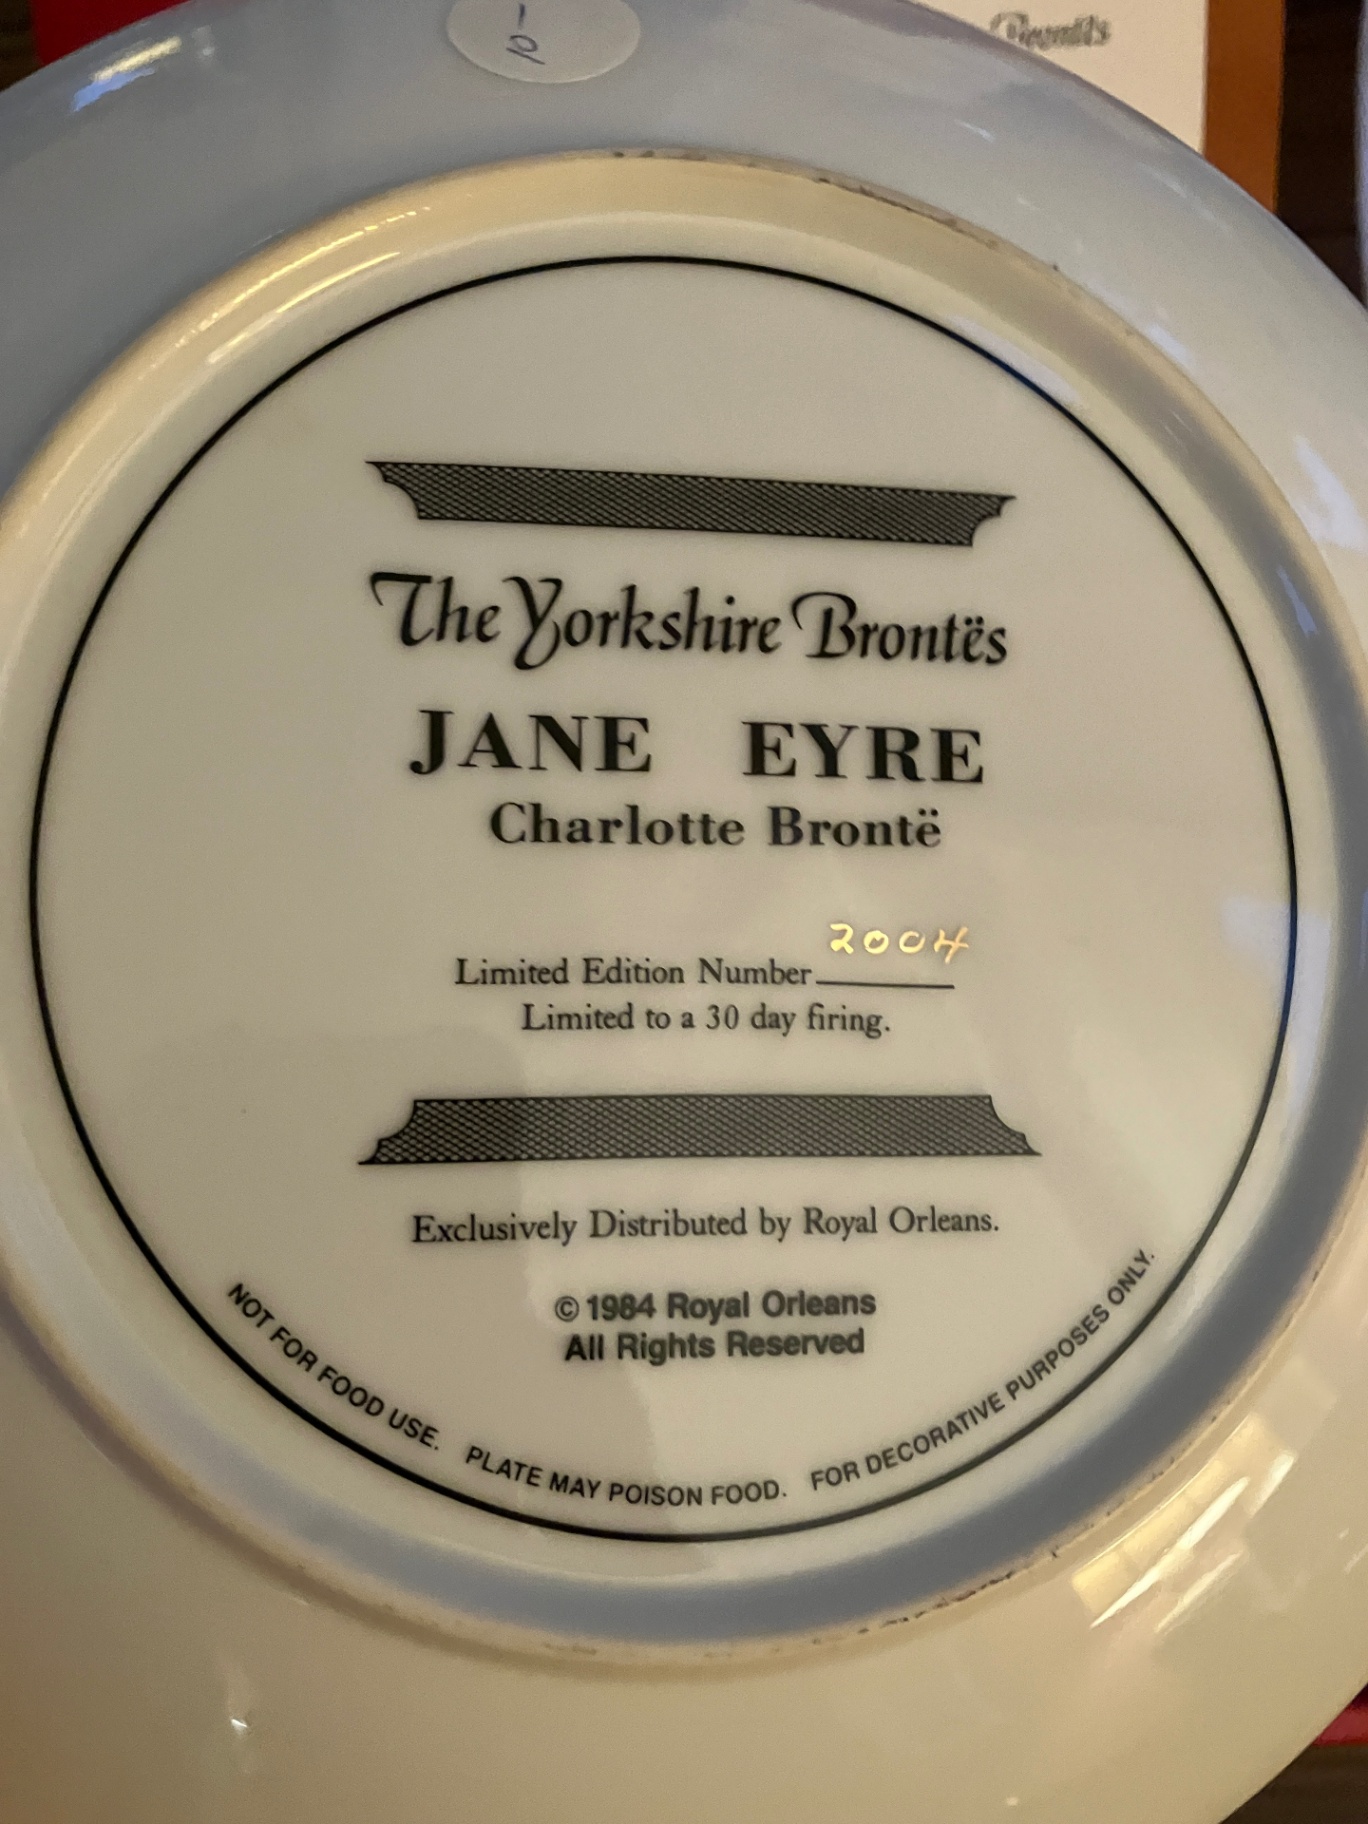 The Yorkshire Brontës
JANE EYRE
Charlotte Brontë
2004
Limited Edition Number
Limited to a 30 day firing.
Exclusively Distributed by Royal Orleans.
© 1984 Royal Orleans
All Rights Reserved
NOT FOR FOOD USE. PLATE MAY POISON FOOD. FOR DECORATIVE PURPOSES ONLY.